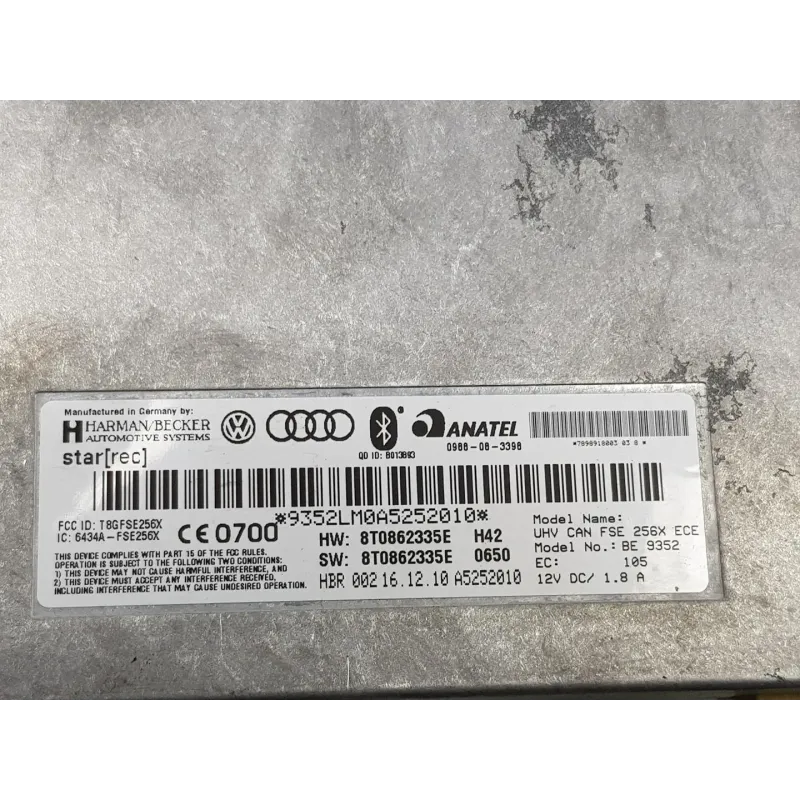 Manufactured in Germany by:
HARMAN/BECKER
AUTOMOTIVE SYSTEMS
star[rec]
QD ID: B013893
ANATEL
0988-08-3398
*7898918003 03 8 *
*9352LM0A5252010*
FCC ID: T8GFSE256X
IC: 6434A-FSE256X
CE 0700
THIS DEVICE COMPLIES WITH PART 15 OF THE FCC RULES.
OPERATION IS SUBJECT TO THE FOLLOWING TWO CONDITIONS:
1) THIS DEVICE MAY NOT CAUSE HARMFUL INTERFERENCE, AND
2) THIS DEVICE MUST ACCEPT ANY INTERFERENCE RECEIVED,
INCLUDING INTERFERENCE THAT MAY CAUSE UNDESIRED OPERATION.
HW: 8T0862335E H42
SW: 8T0862335E 0650
HBR 002 16.12.10 A5252010
Model Name:
UHV CAN FSE 256X ECE
Model No.: BE 9352
EC: 105
12V DC/ 1.8 A